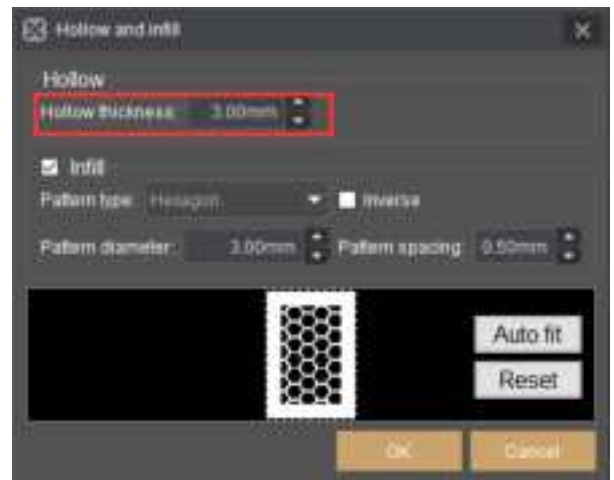 Hollow and infill
Hollow
Hollow thickness: 3.00mm
Infill
Pattern type: Hexagon Inverse
Pattern diameter: 3.00mm Pattern spacing: 0.50mm
Auto fit
Reset
OK Cancel